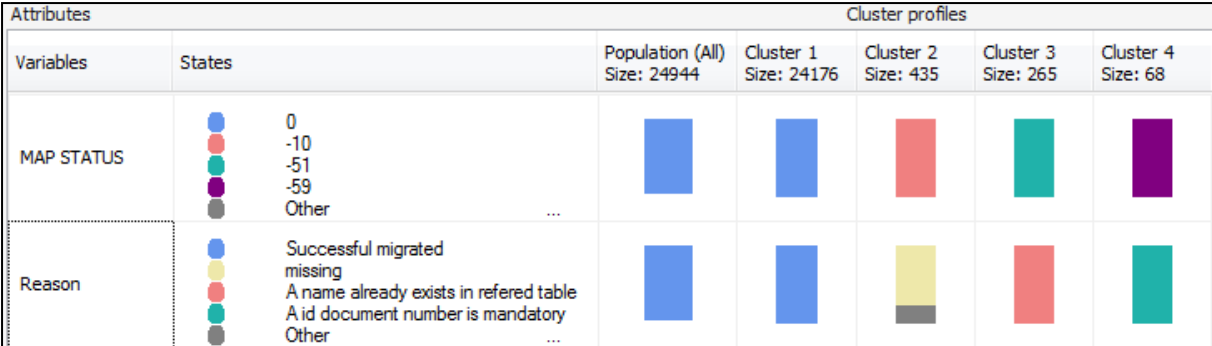 Attributes Cluster profiles
Variables States Population (All) Cluster 1 Cluster 2 Cluster 3 Cluster 4
Size: 24944 Size: 24176 Size: 435 Size: 265 Size: 68
MAP STATUS
0
-10
-51
-59
Other ...
Reason
Successful migrated
missing
A name already exists in refered table
A id document number is mandatory
Other ...